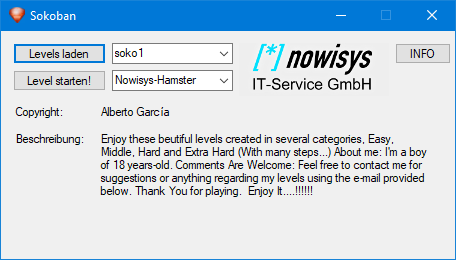 Sokoban
Levels laden
soko1
[*] nowisys
IT-Service GmbH
INFO
Level starten!
Nowisys-Hamster
Copyright:
Alberto García
Beschreibung:
Enjoy these beutiful levels created in several categories, Easy,
Middle, Hard and Extra Hard (With many steps...) About me: I'm a boy
of 18 years-old. Comments Are Welcome: Feel free to contact me for
suggestions or anything regarding my levels using the e-mail provided
below. Thank You for playing.  Enjoy It....!!!!!!